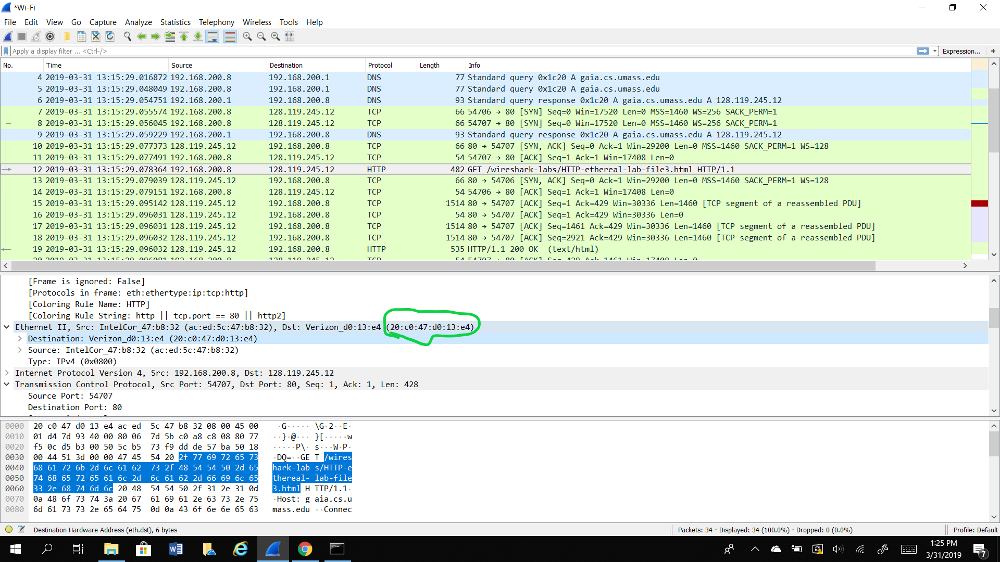 *Wi-Fi
File Edit View Go Capture Analyze Statistics Telephony Wireless Tools Help
Apply a display filter ... <Ctrl-/> Expression... +
No. Time Source Destination Protocol Length Info
4 2019-03-31 13:15:29.016872 192.168.200.8 192.168.200.1 DNS 77 Standard query 0x1c20 A gaia.cs.umass.edu
5 2019-03-31 13:15:29.048049 192.168.200.8 192.168.200.1 DNS 77 Standard query 0x1c20 A gaia.cs.umass.edu
6 2019-03-31 13:15:29.054751 192.168.200.1 192.168.200.8 DNS 93 Standard query response 0x1c20 A gaia.cs.umass.edu A 128.119.245.12
7 2019-03-31 13:15:29.055574 192.168.200.8 128.119.245.12 TCP 66 54706 → 80 [SYN] Seq=0 Win=17520 Len=0 MSS=1460 WS=256 SACK_PERM=1
8 2019-03-31 13:15:29.056045 192.168.200.8 128.119.245.12 TCP 66 54707 → 80 [SYN] Seq=0 Win=17520 Len=0 MSS=1460 WS=256 SACK_PERM=1
9 2019-03-31 13:15:29.059229 192.168.200.1 192.168.200.8 DNS 93 Standard query response 0x1c20 A gaia.cs.umass.edu A 128.119.245.12
10 2019-03-31 13:15:29.077373 128.119.245.12 192.168.200.8 TCP 66 80 → 54707 [SYN, ACK] Seq=0 Ack=1 Win=29200 Len=0 MSS=1460 SACK_PERM=1 WS=128
11 2019-03-31 13:15:29.077491 192.168.200.8 128.119.245.12 TCP 54 54707 → 80 [ACK] Seq=1 Ack=1 Win=17408 Len=0
12 2019-03-31 13:15:29.078364 192.168.200.8 128.119.245.12 HTTP 482 GET /wireshark-labs/HTTP-ethereal-lab-file3.html HTTP/1.1
13 2019-03-31 13:15:29.079039 128.119.245.12 192.168.200.8 TCP 66 80 → 54706 [SYN, ACK] Seq=0 Ack=1 Win=29200 Len=0 MSS=1460 SACK_PERM=1 WS=128
14 2019-03-31 13:15:29.079151 192.168.200.8 128.119.245.12 TCP 54 54706 → 80 [ACK] Seq=1 Ack=1 Win=17408 Len=0
15 2019-03-31 13:15:29.095142 128.119.245.12 192.168.200.8 TCP 1514 80 → 54707 [ACK] Seq=1 Ack=429 Win=30336 Len=1460 [TCP segment of a reassembled PDU]
16 2019-03-31 13:15:29.096031 128.119.245.12 192.168.200.8 TCP 54 80 → 54707 [ACK] Seq=1 Ack=429 Win=30336 Len=0
17 2019-03-31 13:15:29.096031 128.119.245.12 192.168.200.8 TCP 1514 80 → 54707 [ACK] Seq=1461 Ack=429 Win=30336 Len=1460 [TCP segment of a reassembled PDU]
18 2019-03-31 13:15:29.096032 128.119.245.12 192.168.200.8 TCP 1514 80 → 54707 [ACK] Seq=2921 Ack=429 Win=30336 Len=1460 [TCP segment of a reassembled PDU]
19 2019-03-31 13:15:29.096032 128.119.245.12 192.168.200.8 HTTP 535 HTTP/1.1 200 OK (text/html)
20 2019-03-31 13:15:29.096081 192.168.200.8 128.119.245.12 TCP 54 54707 → 80 [ACK] Seq=429 Ack=1461 Win=17408 Len=0
[Frame is ignored: False]
[Protocols in frame: eth:ethertype:ip:tcp:http]
[Coloring Rule Name: HTTP]
[Coloring Rule String: http || tcp.port == 80 || http2]
Ethernet II, Src: IntelCor_47:b8:32 (ac:ed:5c:47:b8:32), Dst: Verizon_d0:13:e4 (20:c0:47:d0:13:e4)
Destination: Verizon_d0:13:e4 (20:c0:47:d0:13:e4)
Source: IntelCor_47:b8:32 (ac:ed:5c:47:b8:32)
Type: IPv4 (0x0800)
Internet Protocol Version 4, Src: 192.168.200.8, Dst: 128.119.245.12
Transmission Control Protocol, Src Port: 54707, Dst Port: 80, Seq: 1, Ack: 1, Len: 428
Source Port: 54707
Destination Port: 80
0000 20 c0 47 d0 13 e4 ac ed 5c 47 b8 32 08 00 45 00 ·G····· \G·2··E·
0010 01 d4 7d 93 40 00 80 06 7d 5b c0 a8 c8 08 80 77 ··}·@··· }[·····w
0020 f5 0c d5 b3 00 50 5c b5 73 f9 dd de 57 ba 50 18 ·····P\· s···W·P·
0030 00 44 51 3d 00 00 47 45 54 20 2f 77 69 72 65 73 ·DQ=··GE T /wires
0040 68 61 72 6b 2d 6c 61 62 73 2f 48 54 54 50 2d 65 hark-lab s/HTTP-e
0050 74 68 65 72 65 61 6c 2d 6c 61 62 2d 66 69 6c 65 thereal- lab-file
0060 33 2e 68 74 6d 6c 20 48 54 54 50 2f 31 2e 31 0d 3.html H TTP/1.1·
0070 0a 48 6f 73 74 3a 20 67 61 69 61 2e 63 73 2e 75 ·Host: g aia.cs.u
0080 6d 61 73 73 2e 65 64 75 0d 0a 43 6f 6e 6e 65 63 mass.edu ··Connec
Destination Hardware Address (eth.dst), 6 bytes Packets: 34 · Displayed: 34 (100.0%) · Dropped: 0 (0.0%) Profile: Default
1:25 PM
3/31/2019
7